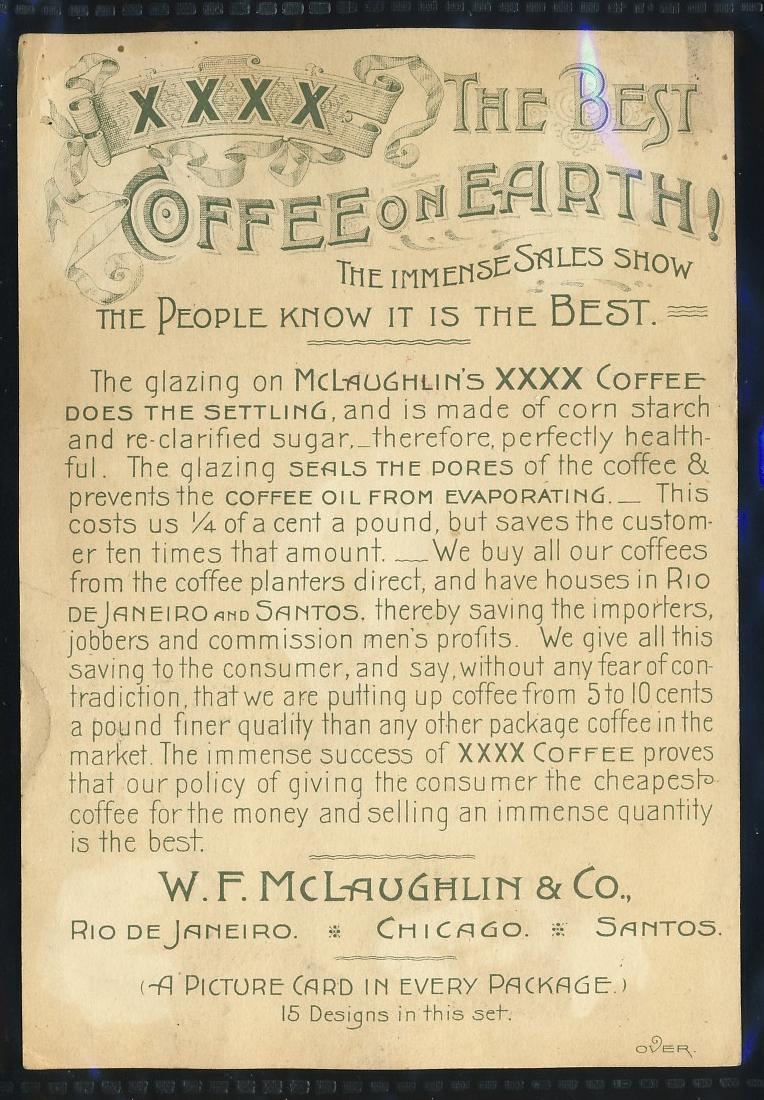 XXXX THE BEST
COFFEE ON EARTH!
THE IMMENSE SALES SHOW
THE PEOPLE KNOW IT IS THE BEST.
The glazing on McLAUGHLIN'S XXXX COFFEE
DOES THE SETTLING, and is made of corn starch
and re-clarified sugar,_therefore, perfectly health-
ful. The glazing SEALS THE PORES of the coffee &
prevents the COFFEE OIL FROM EVAPORATING. __ This
costs us 1/4 of a cent a pound, but saves the custom-
er ten times that amount. __ We buy all our coffees
from the coffee planters direct, and have houses in RIO
DE JANEIRO AND SANTOS. thereby saving the importers,
jobbers and commission men's profits. We give all this
saving to the consumer, and say, without any fear of con-
tradiction, that we are putting up coffee from 5 to 10 cents
a pound finer quality than any other package coffee in the
market. The immense success of XXXX COFFEE proves
that our policy of giving the consumer the cheapest
coffee for the money and selling an immense quantity
is the best.
W. F. McLAUGHLIN & CO.,
RIO DE JANEIRO. CHICAGO. SANTOS.
(A PICTURE CARD IN EVERY PACKAGE.)
15 Designs in this set.
OVER.